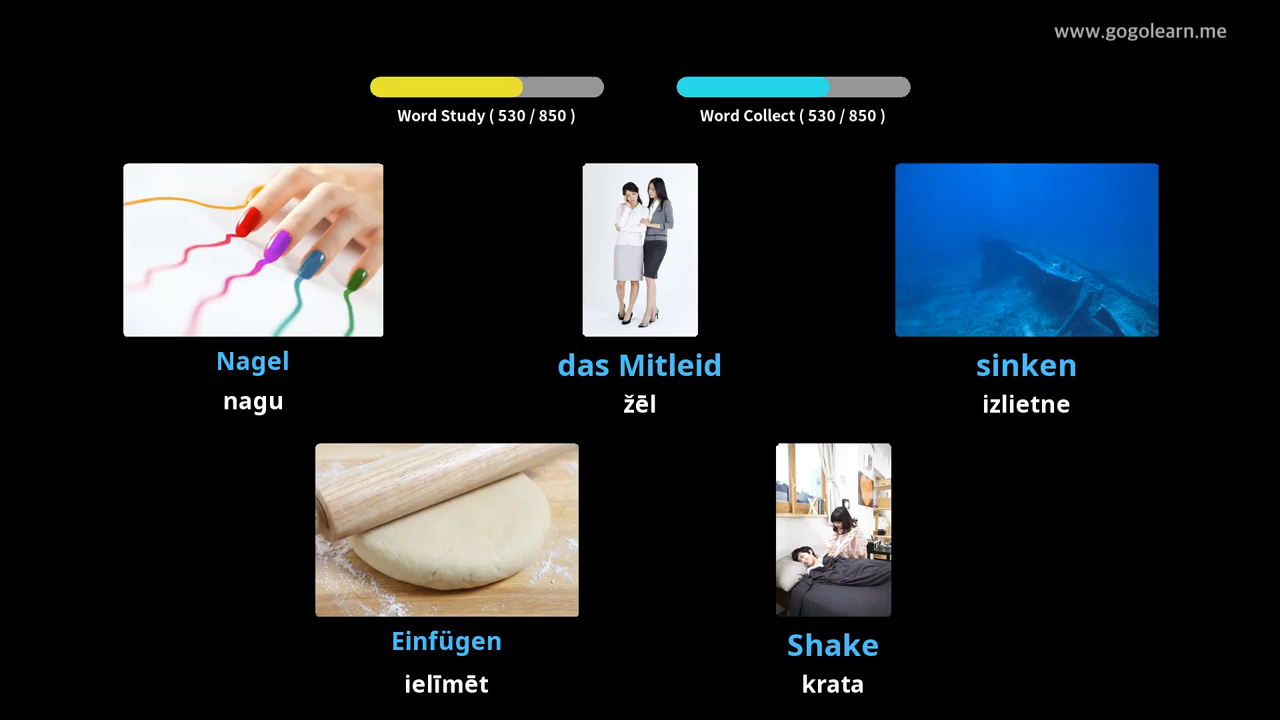 www.gogolearn.me
Word Study ( 530 / 850 )
Word Collect ( 530 / 850 )
Nagel
nagu
das Mitleid
žēl
sinken
izlietne
Einfügen
ielīmēt
Shake
krata